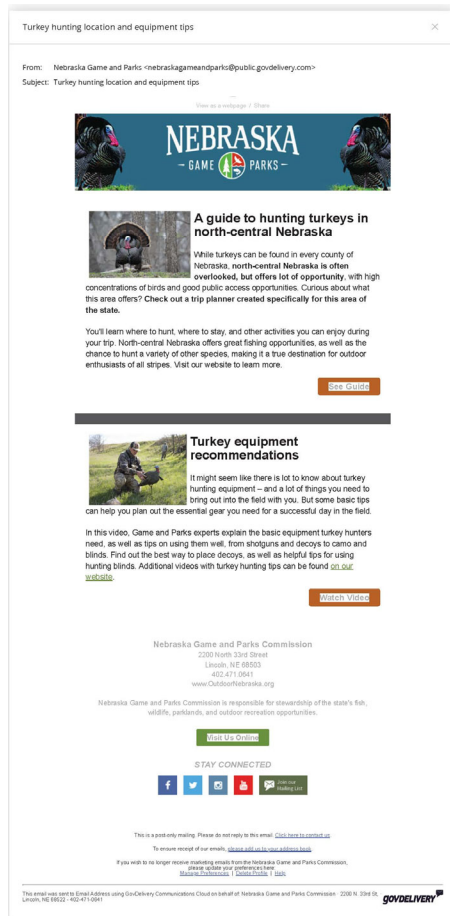 Turkey hunting location and equipment tips
From: Nebraska Game and Parks <nebraskagameandparks@public.govdelivery.com>
Subject: Turkey hunting location and equipment tips
View as a webpage / Share
NEBRASKA
– GAME PARKS –
A guide to hunting turkeys in
north-central Nebraska
While turkeys can be found in every county of
Nebraska, north-central Nebraska is often
overlooked, but offers lot of opportunity, with high
concentrations of birds and good public access opportunities. Curious about what
this area offers? Check out a trip planner created specifically for this area of
the state.
You'll learn where to hunt, where to stay, and other activities you can enjoy during
your trip. North-central Nebraska offers great fishing opportunities, as well as the
chance to hunt a variety of other species, making it a true destination for outdoor
enthusiasts of all stripes. Visit our website to learn more.
See Guide
Turkey equipment
recommendations
It might seem like there is lot to know about turkey
hunting equipment – and a lot of things you need to
bring out into the field with you. But some basic tips
can help you plan out the essential gear you need for a successful day in the field.
In this video, Game and Parks experts explain the basic equipment turkey hunters
need, as well as tips on using them well, from shotguns and decoys to camo and
blinds. Find out the best way to place decoys, as well as helpful tips for using
hunting blinds. Additional videos with turkey hunting tips can be found on our
website.
Watch Video
Nebraska Game and Parks Commission
2200 North 33rd Street
Lincoln, NE 68503
402.471.0641
www.OutdoorNebraska.org
Nebraska Game and Parks Commission is responsible for stewardship of the state's fish,
wildlife, parklands, and outdoor recreation opportunities.
Visit Us Online
STAY CONNECTED
Join our
Mailing List
This is a post-only mailing. Please do not reply to this email. Click here to contact us
To ensure receipt of our emails, please add us to your address book.
If you wish to no longer receive marketing emails from the Nebraska Game and Parks Commission,
please update your preferences here:
Manage Preferences | Delete Profile | Help
This email was sent to Email Address using GovDelivery Communications Cloud on behalf of: Nebraska Game and Parks Commission · 2200 N. 33rd St,
Lincoln, NE 68522 - 402-471-0641
GOVDELIVERY